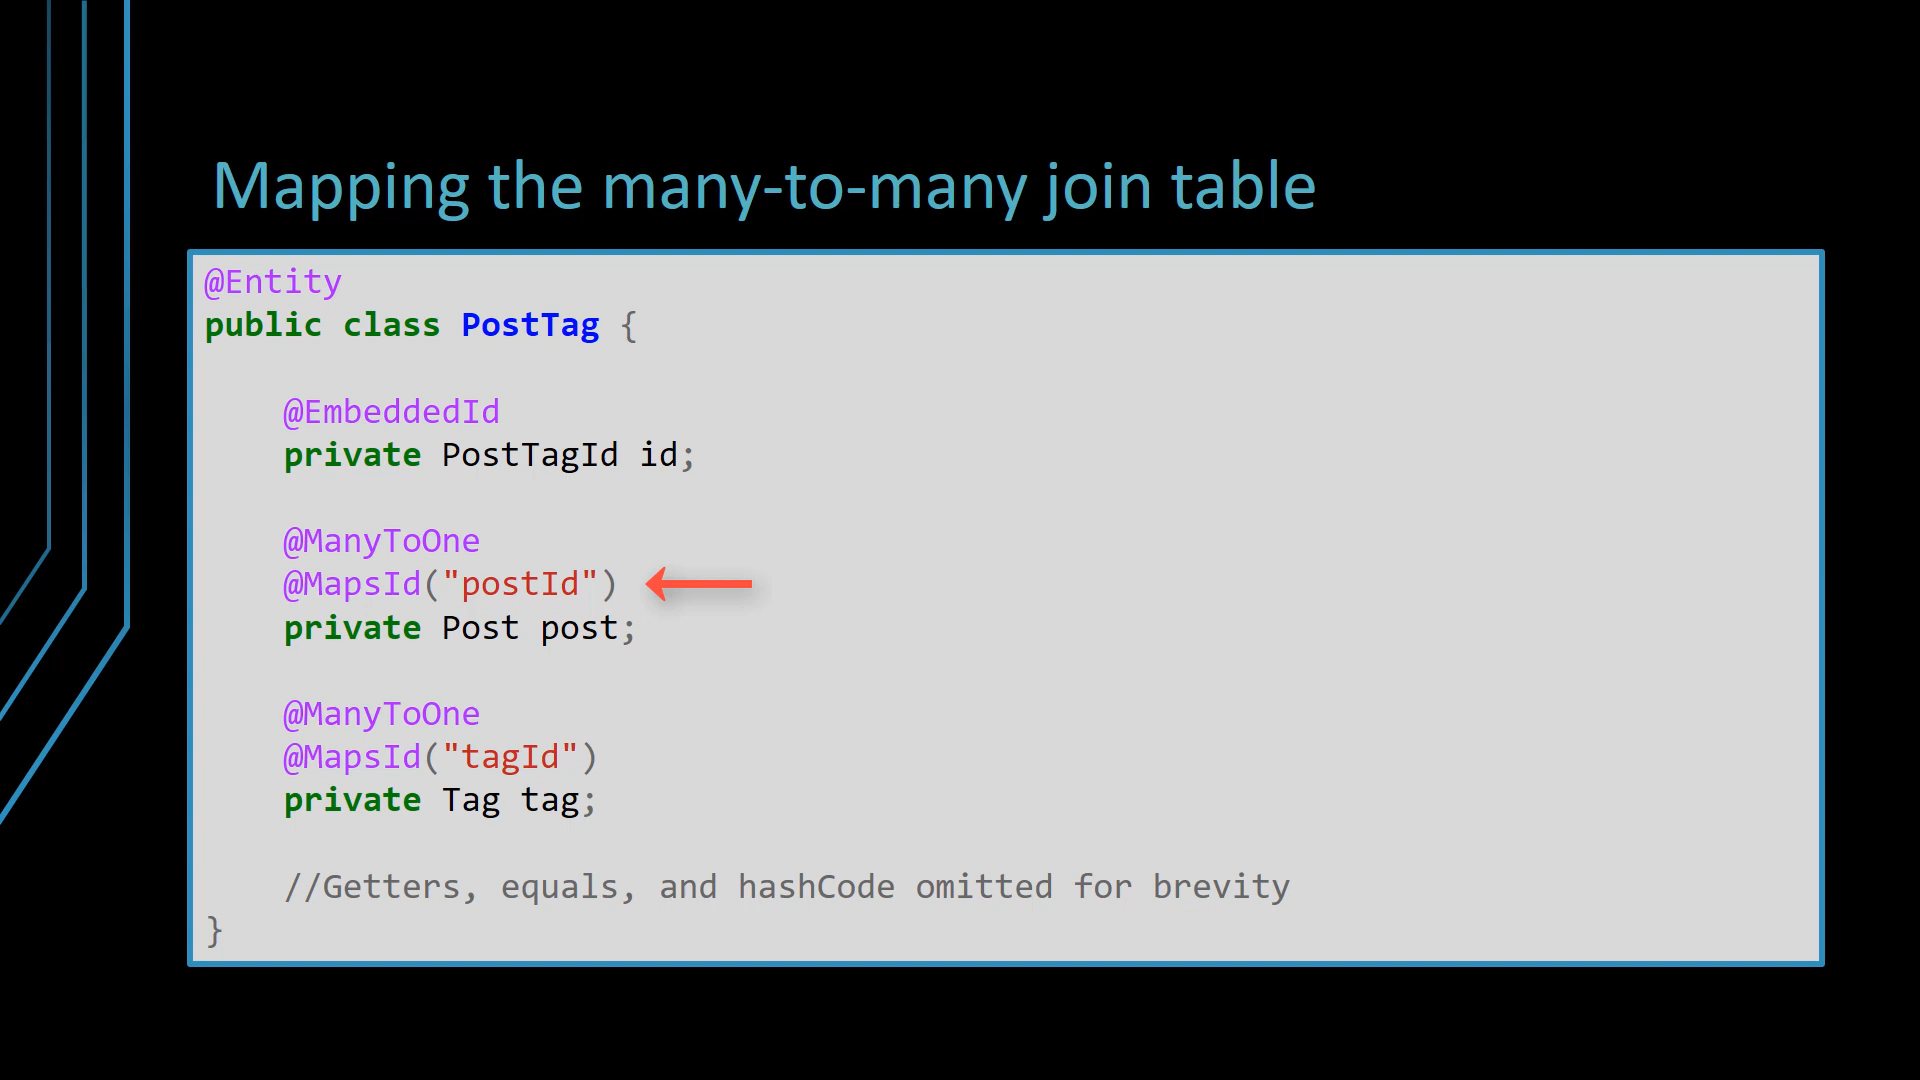 Mapping the many-to-many join table
@Entity
public class PostTag {
@EmbeddedId
private PostTagId id;
@ManyToOne
@MapsId("postId")
private Post post;
@ManyToOne
@MapsId("tagId")
private Tag tag;
//Getters, equals, and hashCode omitted for brevity
}